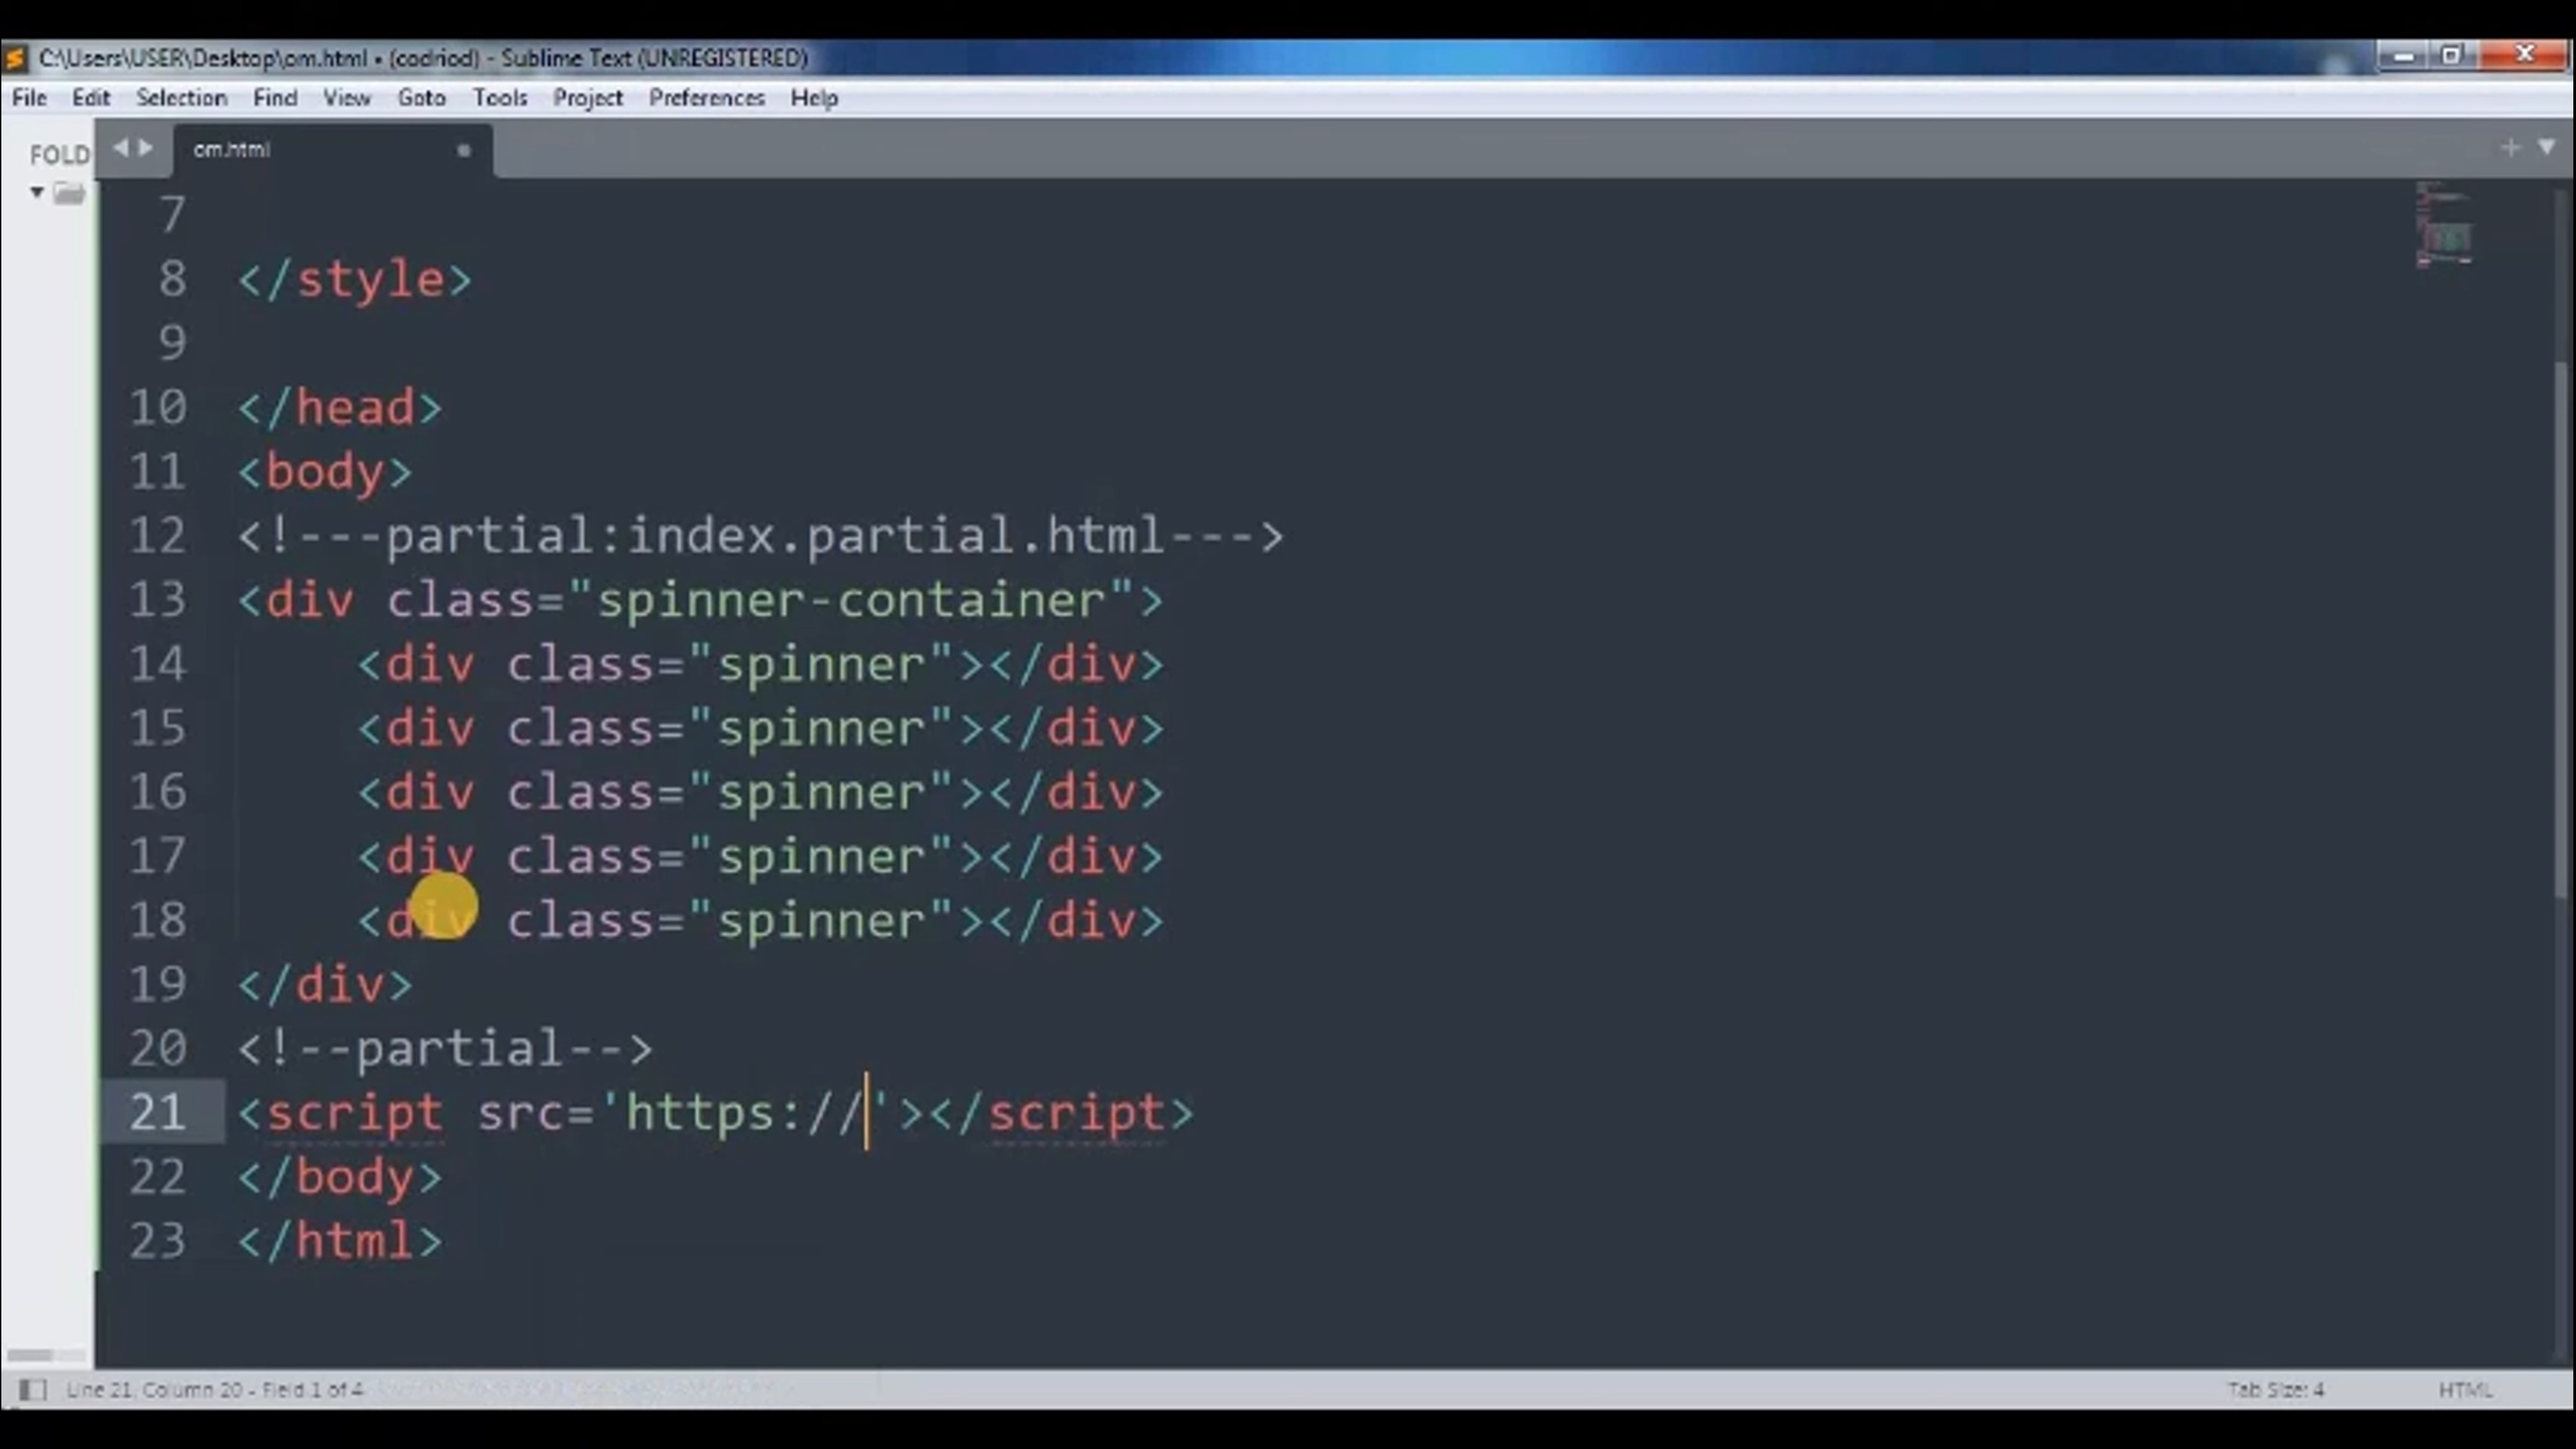 C:\Users\USER\Desktop\om.html • (codriod) - Sublime Text (UNREGISTERED)
File Edit Selection Find View Goto Tools Project Preferences Help
FOLD
om.html
7
8 </style>
9
10 </head>
11 <body>
12 <!---partial:index.partial.html--->
13 <div class="spinner-container">
14 <div class="spinner"></div>
15 <div class="spinner"></div>
16 <div class="spinner"></div>
17 <div class="spinner"></div>
18 <div class="spinner"></div>
19 </div>
20 <!--partial-->
21 <script src='https://'></script>
22 </body>
23 </html>
Line 21, Column 20 - Field 1 of 4
Tab Size: 4
HTML